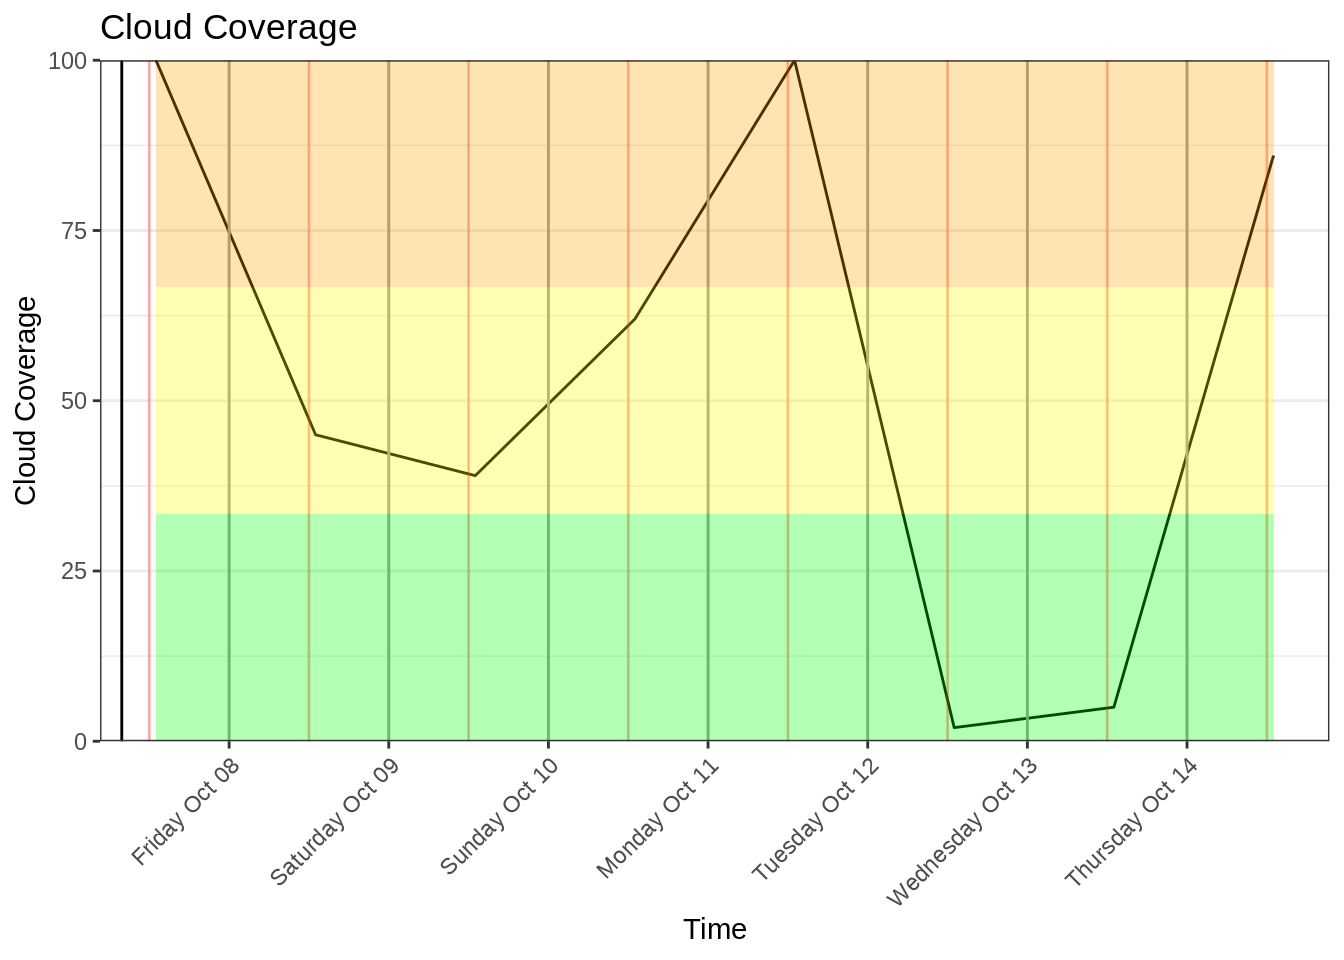 Cloud Coverage
100
75
50
25
0
Cloud Coverage
Friday Oct 08
Saturday Oct 09
Sunday Oct 10
Monday Oct 11
Tuesday Oct 12
Wednesday Oct 13
Thursday Oct 14
Time